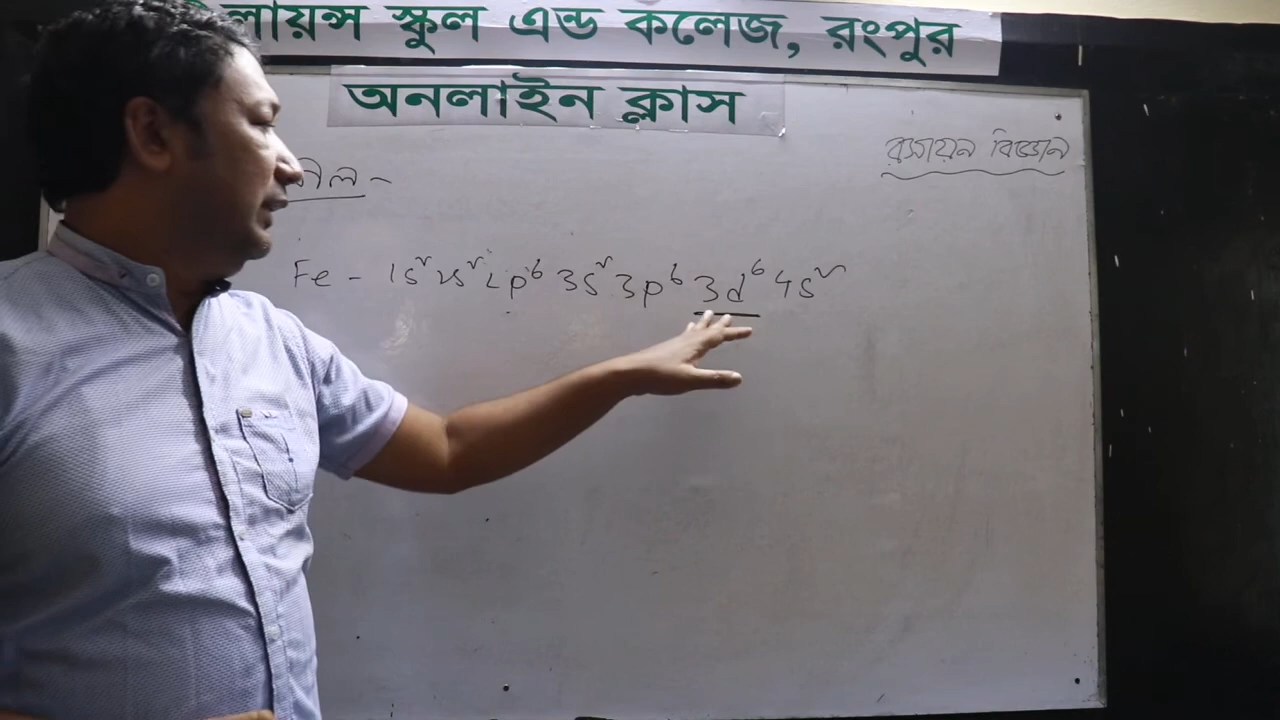 লায়ন্স স্কুল এন্ড কলেজ, রংপুর
অনলাইন ক্লাস
রসায়ন বিজ্ঞান
Fe - 1s² 2s² 2p⁶ 3s² 3p⁶ 3d⁶ 4s²